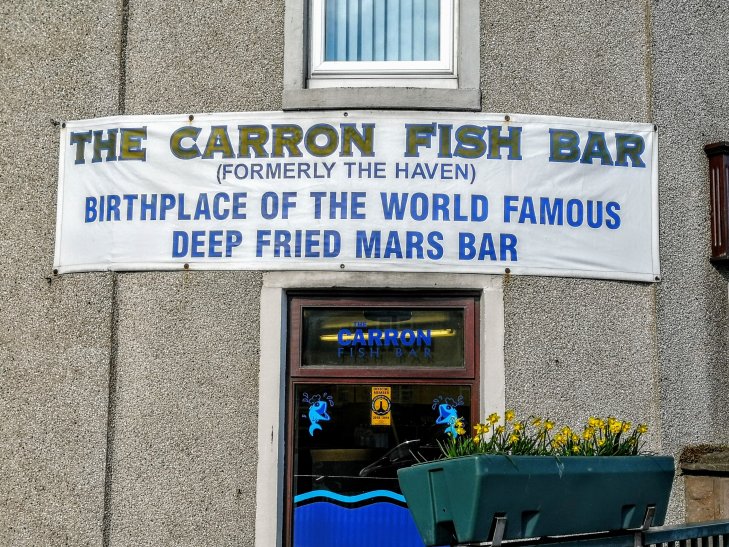 THE CARRON FISH BAR
(FORMERLY THE HAVEN)
BIRTHPLACE OF THE WORLD FAMOUS
DEEP FRIED MARS BAR
THE
CARRON
FISH BAR